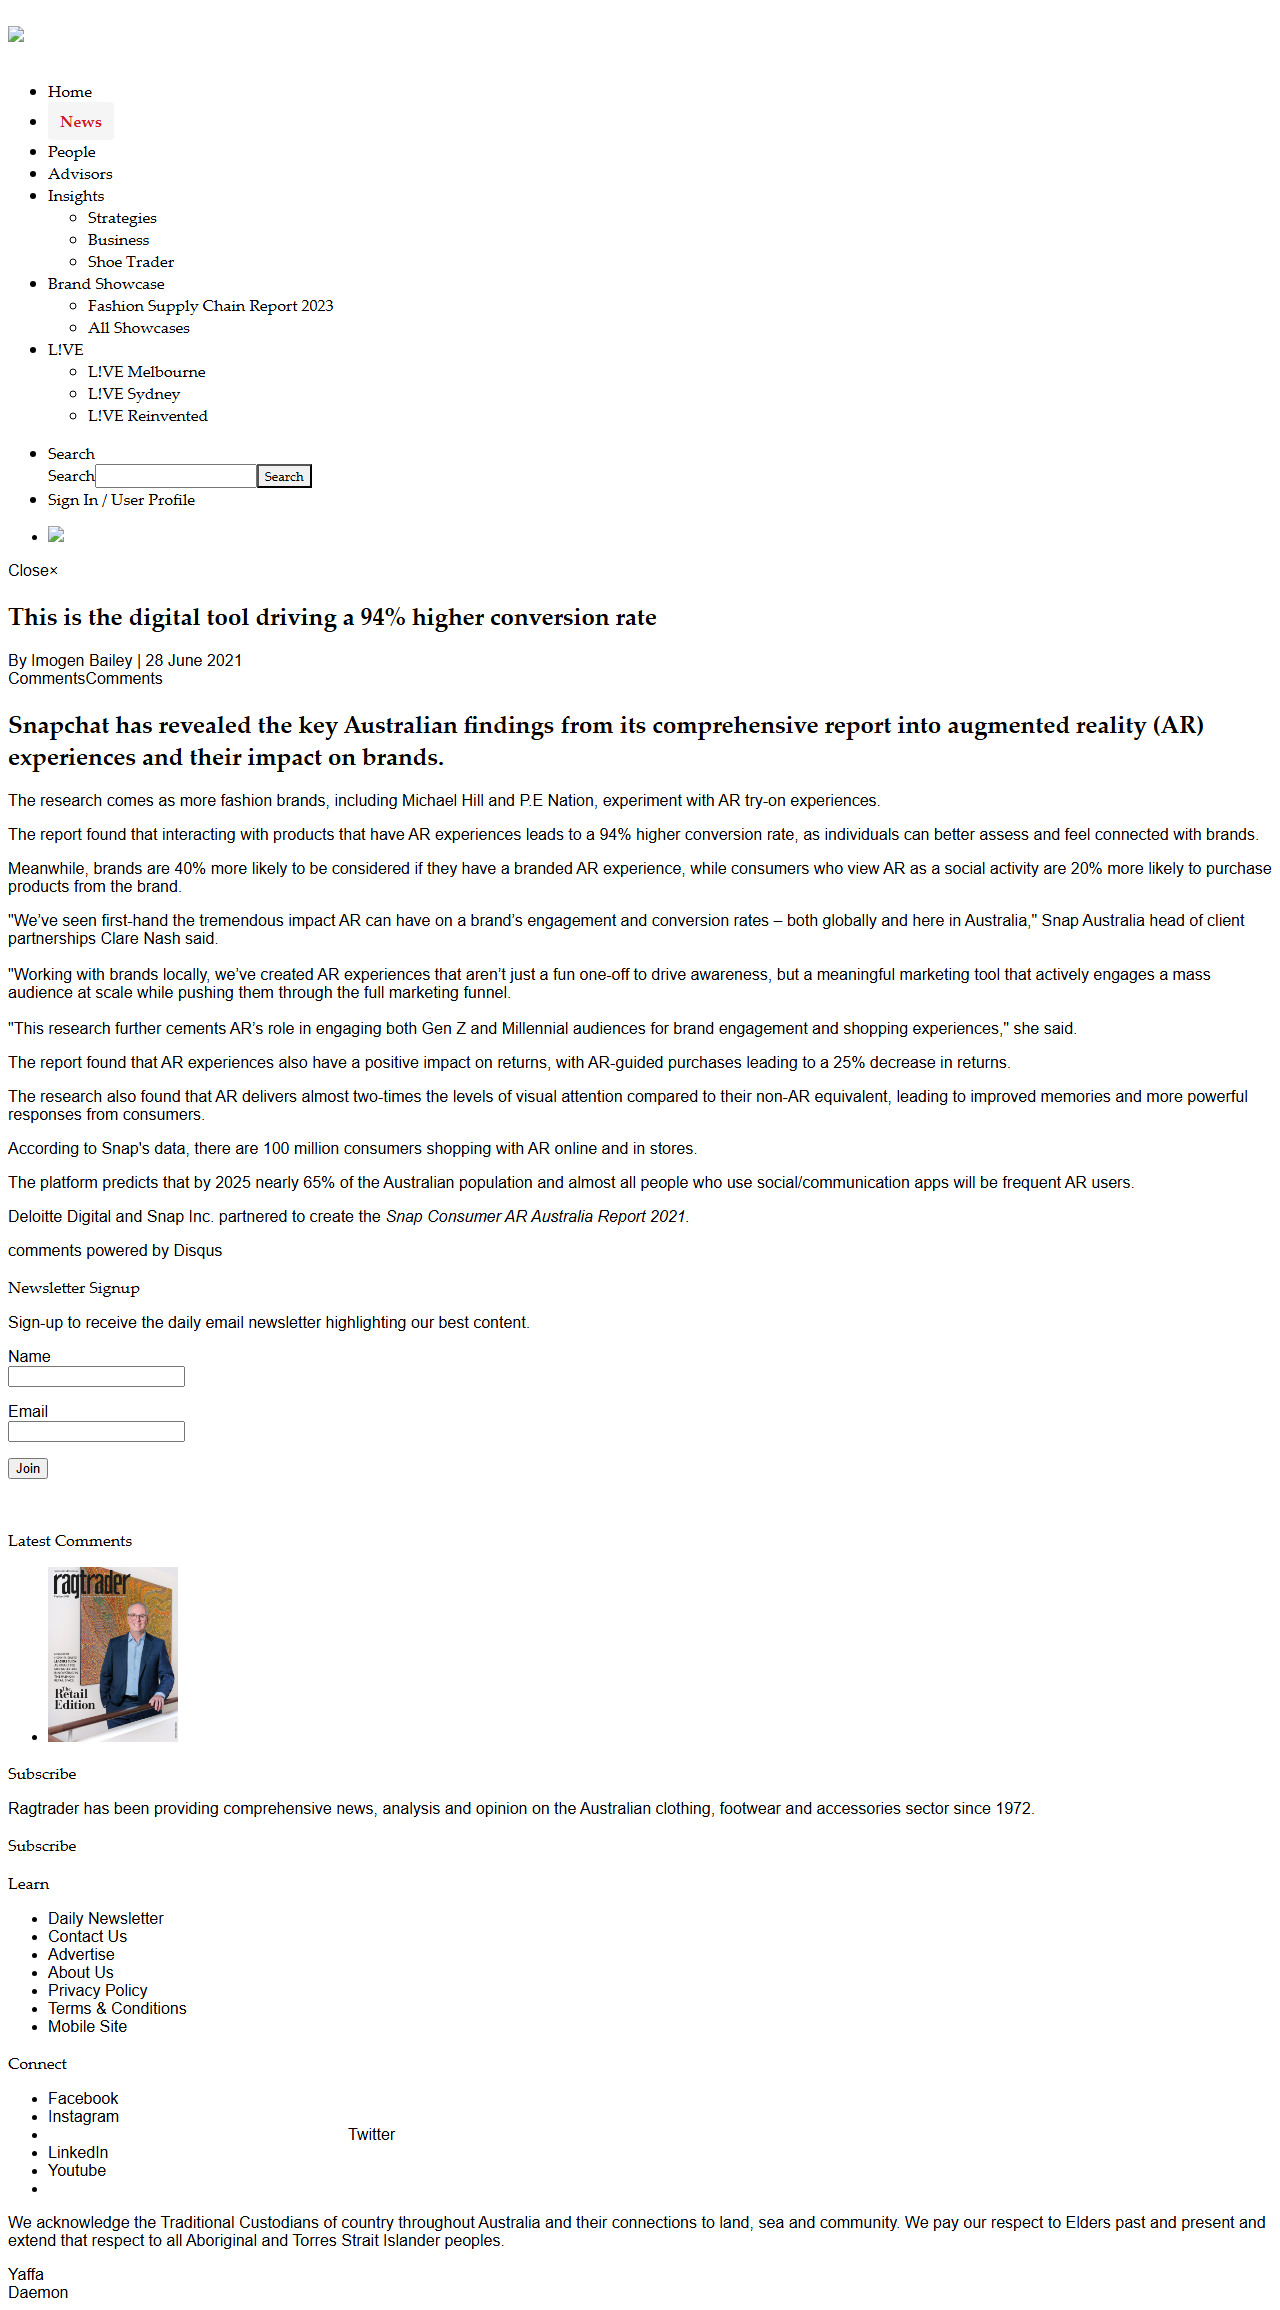 Home
News
People
Advisors
Insights
Strategies
Business
Shoe Trader
Brand Showcase
Fashion Supply Chain Report 2023
All Showcases
L!VE
L!VE Melbourne
L!VE Sydney
L!VE Reinvented
Search
Search Search
Sign In / User Profile
Close×
This is the digital tool driving a 94% higher conversion rate
By Imogen Bailey | 28 June 2021
CommentsComments
Snapchat has revealed the key Australian findings from its comprehensive report into augmented reality (AR)
experiences and their impact on brands.
The research comes as more fashion brands, including Michael Hill and P.E Nation, experiment with AR try-on experiences.
The report found that interacting with products that have AR experiences leads to a 94% higher conversion rate, as individuals can better assess and feel connected with brands.
Meanwhile, brands are 40% more likely to be considered if they have a branded AR experience, while consumers who view AR as a social activity are 20% more likely to purchase
products from the brand.
"We’ve seen first-hand the tremendous impact AR can have on a brand’s engagement and conversion rates – both globally and here in Australia," Snap Australia head of client
partnerships Clare Nash said.
"Working with brands locally, we’ve created AR experiences that aren’t just a fun one-off to drive awareness, but a meaningful marketing tool that actively engages a mass
audience at scale while pushing them through the full marketing funnel.
"This research further cements AR’s role in engaging both Gen Z and Millennial audiences for brand engagement and shopping experiences," she said.
The report found that AR experiences also have a positive impact on returns, with AR-guided purchases leading to a 25% decrease in returns.
The research also found that AR delivers almost two-times the levels of visual attention compared to their non-AR equivalent, leading to improved memories and more powerful
responses from consumers.
According to Snap's data, there are 100 million consumers shopping with AR online and in stores.
The platform predicts that by 2025 nearly 65% of the Australian population and almost all people who use social/communication apps will be frequent AR users.
Deloitte Digital and Snap Inc. partnered to create the Snap Consumer AR Australia Report 2021.
comments powered by Disqus
Newsletter Signup
Sign-up to receive the daily email newsletter highlighting our best content.
Name
Email
Join
Latest Comments
ragtrader
The
Retail
Edition
Subscribe
Ragtrader has been providing comprehensive news, analysis and opinion on the Australian clothing, footwear and accessories sector since 1972.
Subscribe
Learn
Daily Newsletter
Contact Us
Advertise
About Us
Privacy Policy
Terms & Conditions
Mobile Site
Connect
Facebook
Instagram
Twitter
LinkedIn
Youtube
We acknowledge the Traditional Custodians of country throughout Australia and their connections to land, sea and community. We pay our respect to Elders past and present and
extend that respect to all Aboriginal and Torres Strait Islander peoples.
Yaffa
Daemon